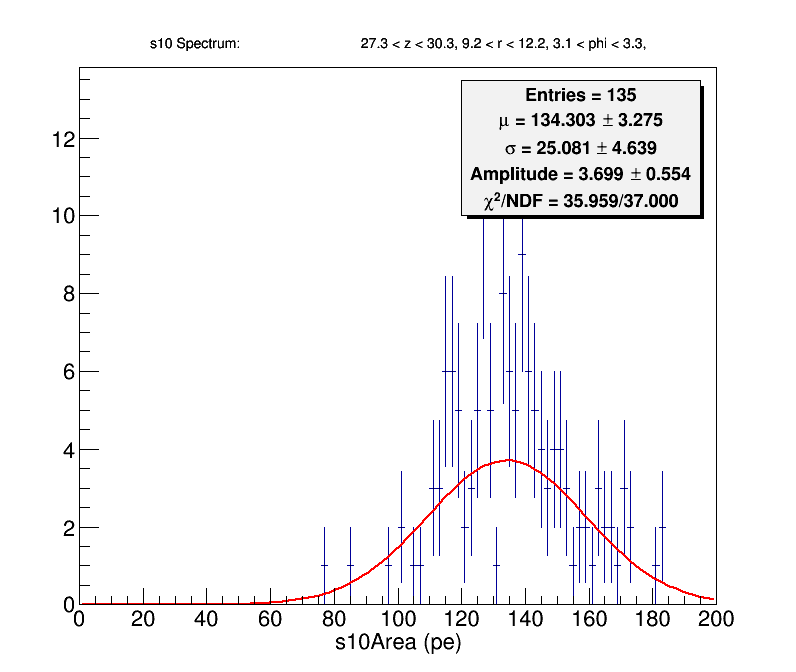 s10 Spectrum: 27.3 < z < 30.3, 9.2 < r < 12.2, 3.1 < phi < 3.3,
Entries = 135
μ = 134.303 ± 3.275
σ = 25.081 ± 4.639
Amplitude = 3.699 ± 0.554
χ²/NDF = 35.959/37.000
12
10
8
6
4
2
0
0 20 40 60 80 100 120 140 160 180 200
s10Area (pe)